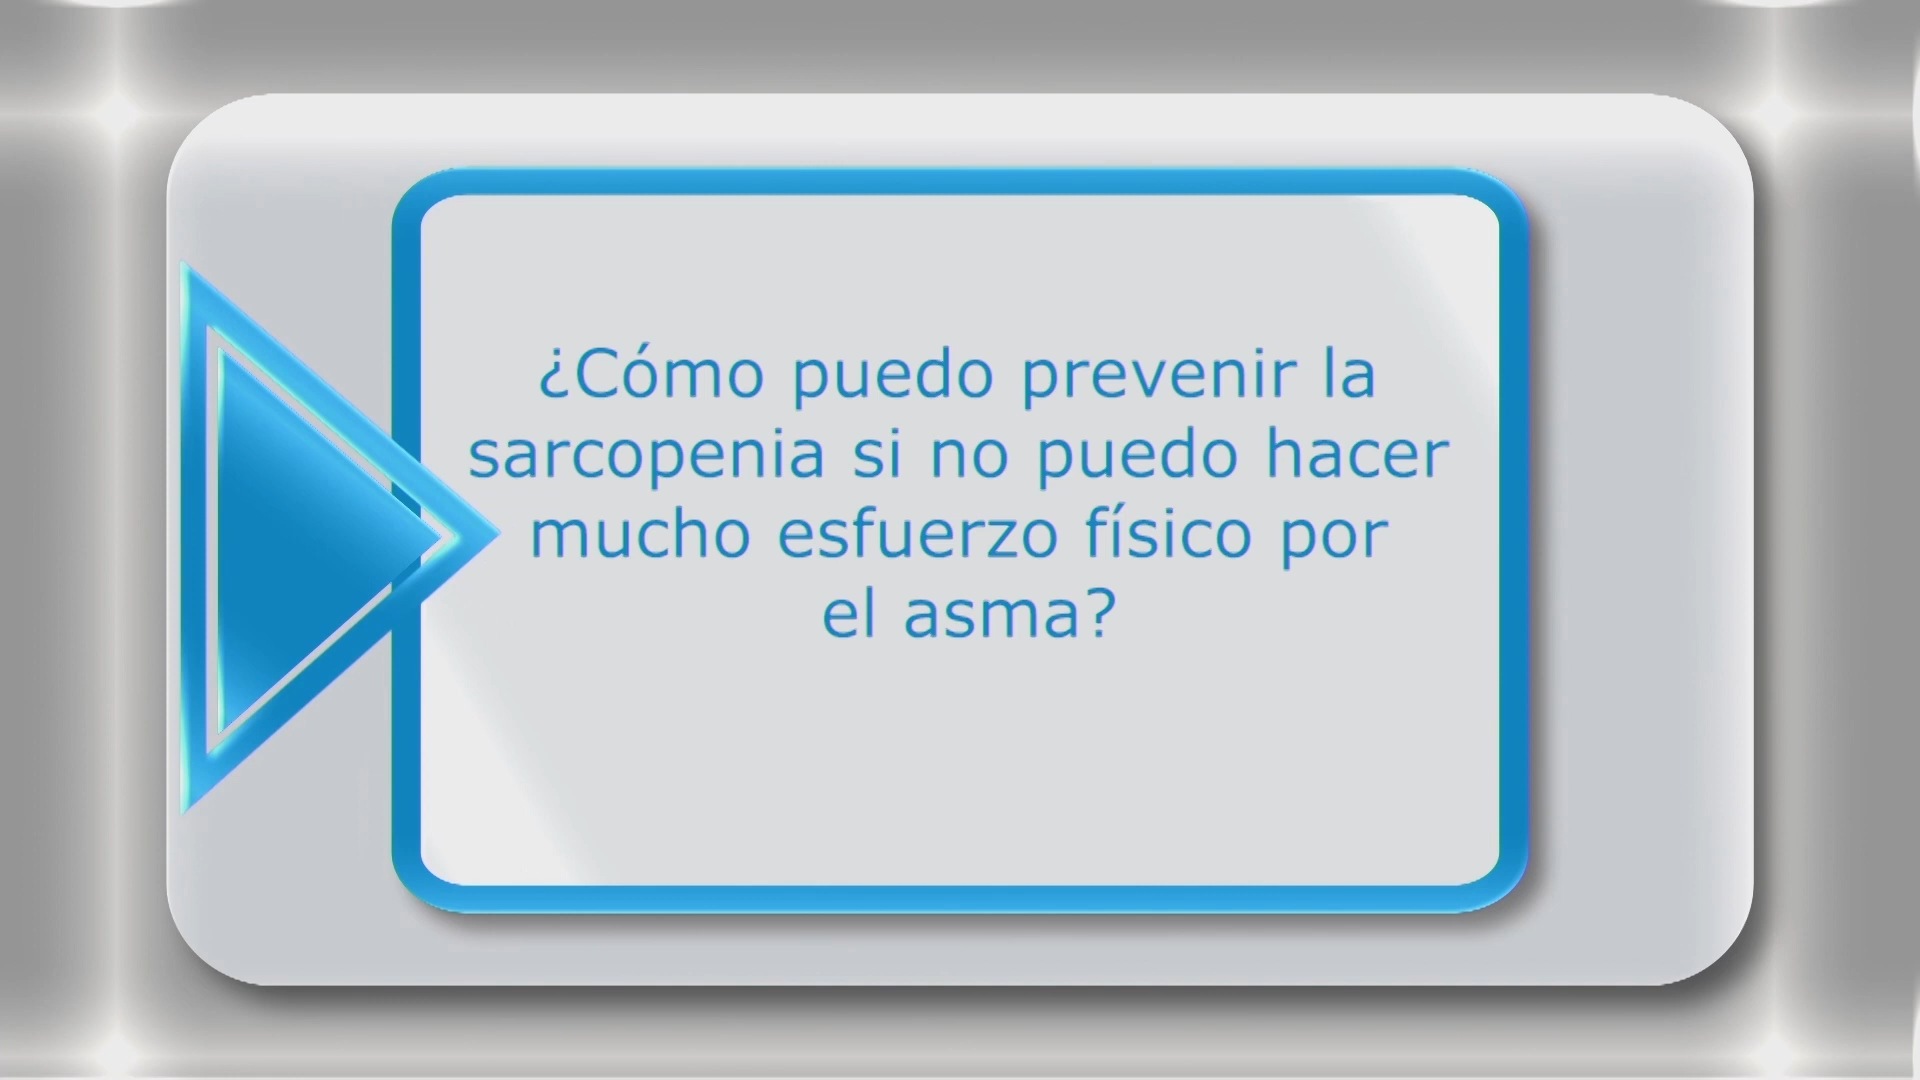 ¿Cómo puedo prevenir la
sarcopenia si no puedo hacer
mucho esfuerzo físico por
el asma?